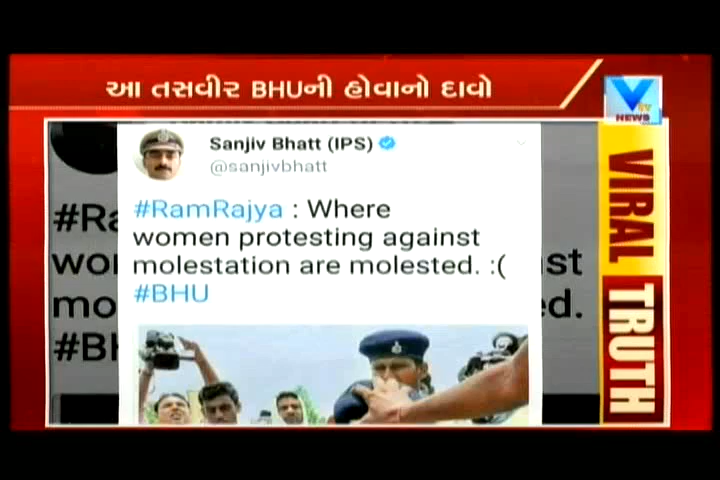 આ તસવીર BHUની હોવાનો દાવો
V tv
NEWS
VIRAL TRUTH
Sanjiv Bhatt (IPS)
@sanjivbhatt
#RamRajya : Where
women protesting against
molestation are molested. :(
#BHU
#Ra
wo
mo
#BH
st
ed.